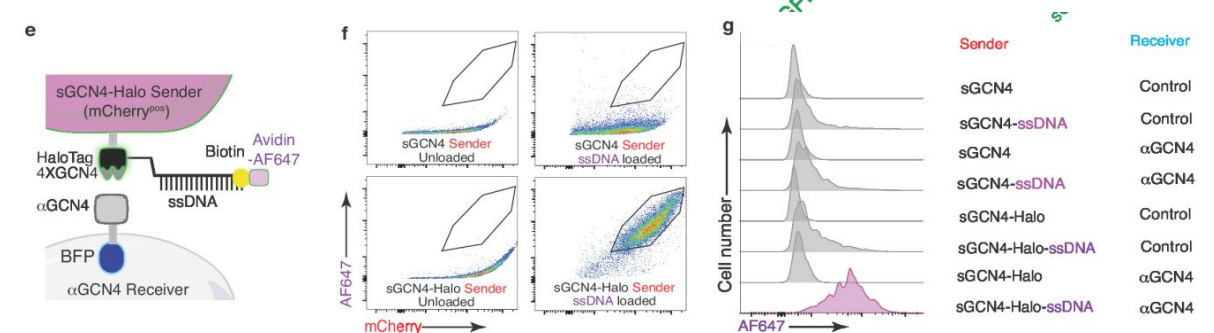 e
sGCN4-Halo Sender
(mCherrypos)
HaloTag
4XGCN4
Biotin
Avidin
-AF647
ssDNA
αGCN4
BFP
αGCN4 Receiver
f
sGCN4 Sender
Unloaded
sGCN4 Sender
ssDNA loaded
sGCN4-Halo Sender
Unloaded
sGCN4-Halo Sender
ssDNA loaded
AF647
mCherry
g
Cell number
AF647
Sender Receiver
sGCN4 Control
sGCN4-ssDNA Control
sGCN4 αGCN4
sGCN4-ssDNA αGCN4
sGCN4-Halo Control
sGCN4-Halo-ssDNA Control
sGCN4-Halo αGCN4
sGCN4-Halo-ssDNA αGCN4